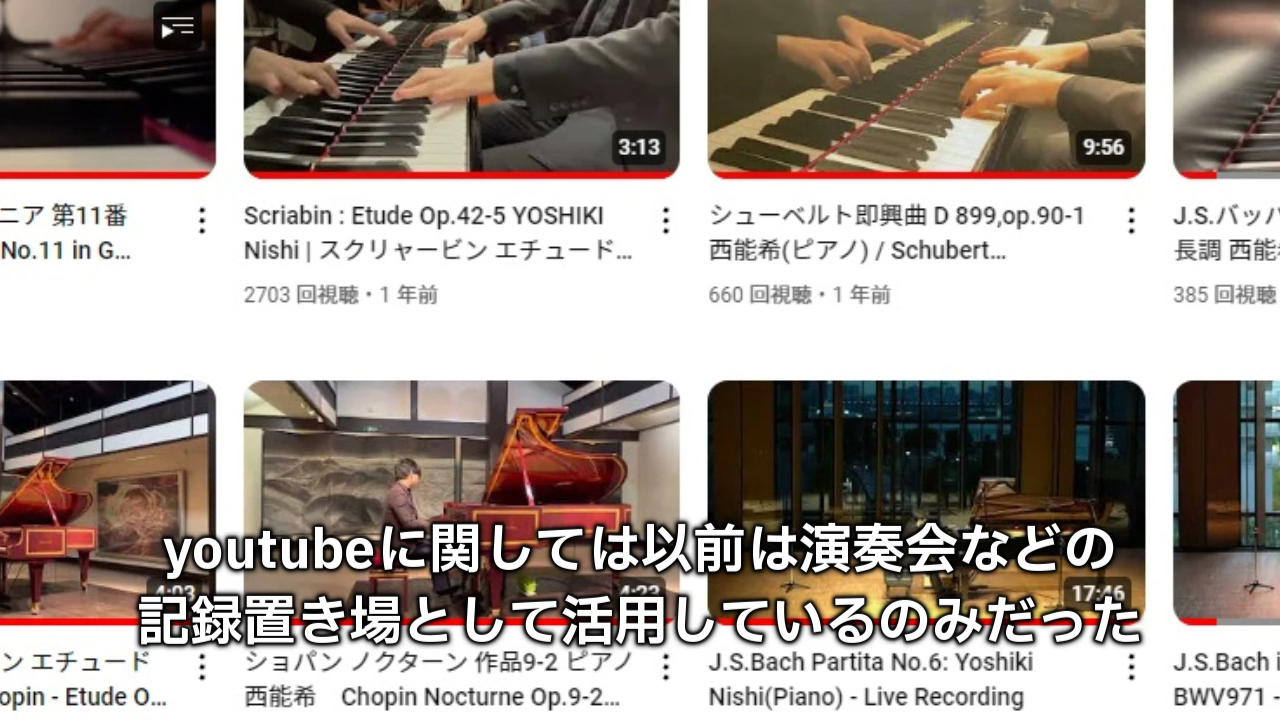 3:13
9:56
ニア 第11番
No.11 in G...
Scriabin : Etude Op.42-5 YOSHIKI
Nishi | スクリャービン エチュード...
2703 回視聴・1 年前
シューベルト即興曲 D 899,op.90-1
西能希(ピアノ) / Schubert...
660 回視聴・1 年前
J.S.バッハ
長調 西能希
385 回視聴
youtubeに関しては以前は演奏会などの
記録置き場として活用しているのみだった
4:03
4:23
17:46
ン エチュード
opin - Etude O...
ショパン ノクターン 作品9-2 ピアノ
西能希 Chopin Nocturne Op.9-2...
J.S.Bach Partita No.6: Yoshiki
Nishi(Piano) - Live Recording
J.S.Bach i
BWV971 -